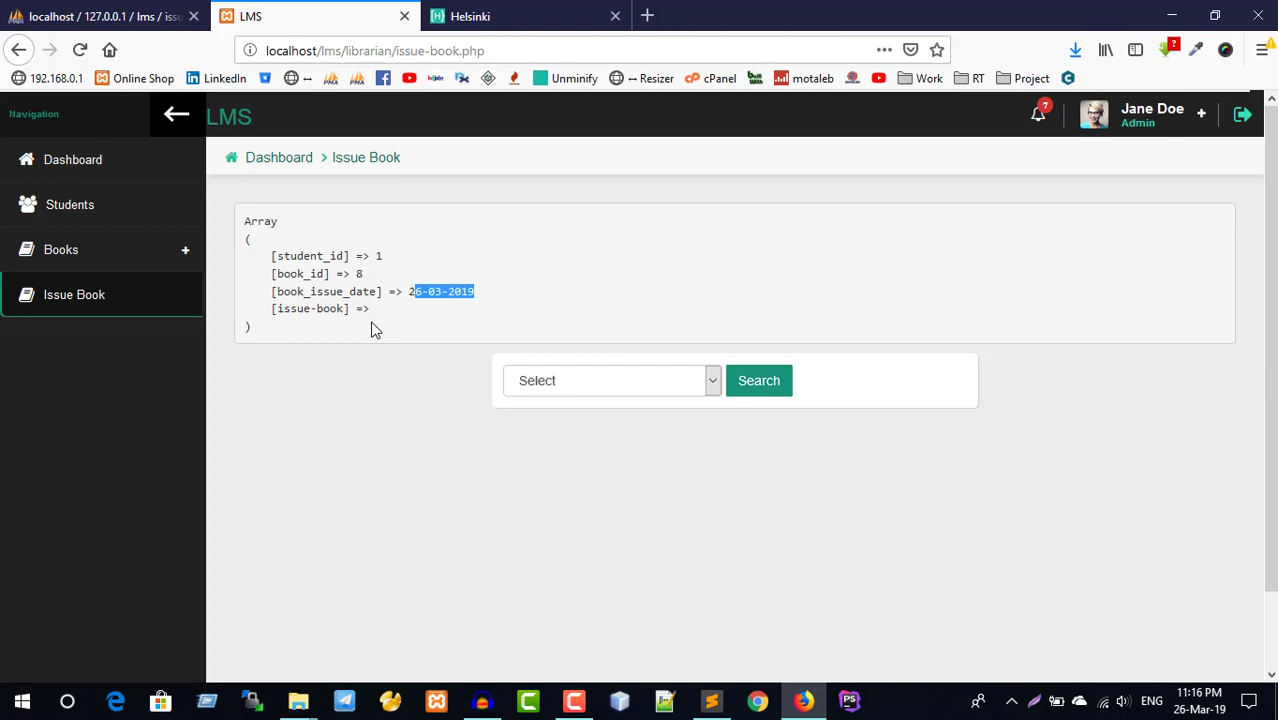 localhost / 127.0.0.1 / lms / iss
LMS
Helsinki
localhost/lms/librarian/issue-book.php
192.168.0.1
Online Shop
LinkedIn
Unminify
Resizer
cPanel
motaleb
Work
RT
Project
Navigation
LMS
7
Jane Doe
Admin
Dashboard
Dashboard
Issue Book
Students
Books
Issue Book
Array
(
[student_id] => 1
[book_id] => 8
[book_issue_date] => 26-03-2019
[issue-book] =>
)
Select
Search
ENG
11:16 PM
26-Mar-19